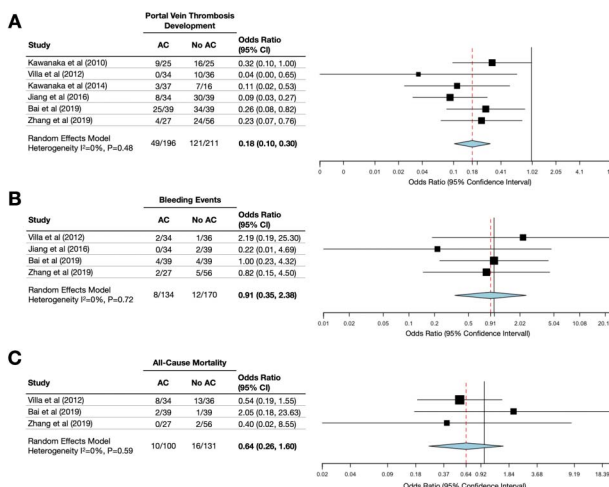 A
Portal Vein Thrombosis
Development
Study AC No AC Odds Ratio
(95% CI)
Kawanaka et al (2010) 9/25 16/25 0.32 (0.10, 1.00)
Villa et al (2012) 0/34 10/36 0.04 (0.00, 0.65)
Kawanaka et al (2014) 3/37 7/16 0.11 (0.02, 0.53)
Jiang et al (2016) 8/34 30/39 0.09 (0.03, 0.27)
Bai et al (2019) 25/39 34/39 0.26 (0.08, 0.82)
Zhang et al (2019) 4/27 24/56 0.23 (0.07, 0.76)
Random Effects Model
Heterogeneity I²=0%, P=0.48 49/196 121/211 0.18 (0.10, 0.30)
0 0 0.01 0.02 0.04 0.1 0.18 0.41 1.02 2.05 4.1
Odds Ratio (95% Confidence Interval)
B
Bleeding Events
Study AC No AC Odds Ratio
(95% CI)
Villa et al (2012) 2/34 1/36 2.19 (0.19, 25.30)
Jiang et al (2016) 0/34 2/39 0.22 (0.01, 4.69)
Bai et al (2019) 4/39 4/39 1.00 (0.23, 4.32)
Zhang et al (2019) 2/27 5/56 0.82 (0.15, 4.50)
Random Effects Model
Heterogeneity I²=0%, P=0.72 8/134 12/170 0.91 (0.35, 2.38)
0.01 0.02 0.04 0.08 0.2 0.4 0.91 2.02 5.04 10.08 20.1
Odds Ratio (95% Confidence Interval)
C
All-Cause Mortality
Study AC No AC Odds Ratio
(95% CI)
Villa et al (2012) 8/34 13/36 0.54 (0.19, 1.55)
Bai et al (2019) 2/39 1/39 2.05 (0.18, 23.63)
Zhang et al (2019) 0/27 2/56 0.40 (0.02, 8.55)
Random Effects Model
Heterogeneity I²=0%, P=0.59 10/100 16/131 0.64 (0.26, 1.60)
0.02 0.04 0.09 0.18 0.37 0.64 0.92 1.84 4.6 9.19 18.39
Odds Ratio (95% Confidence Interval)